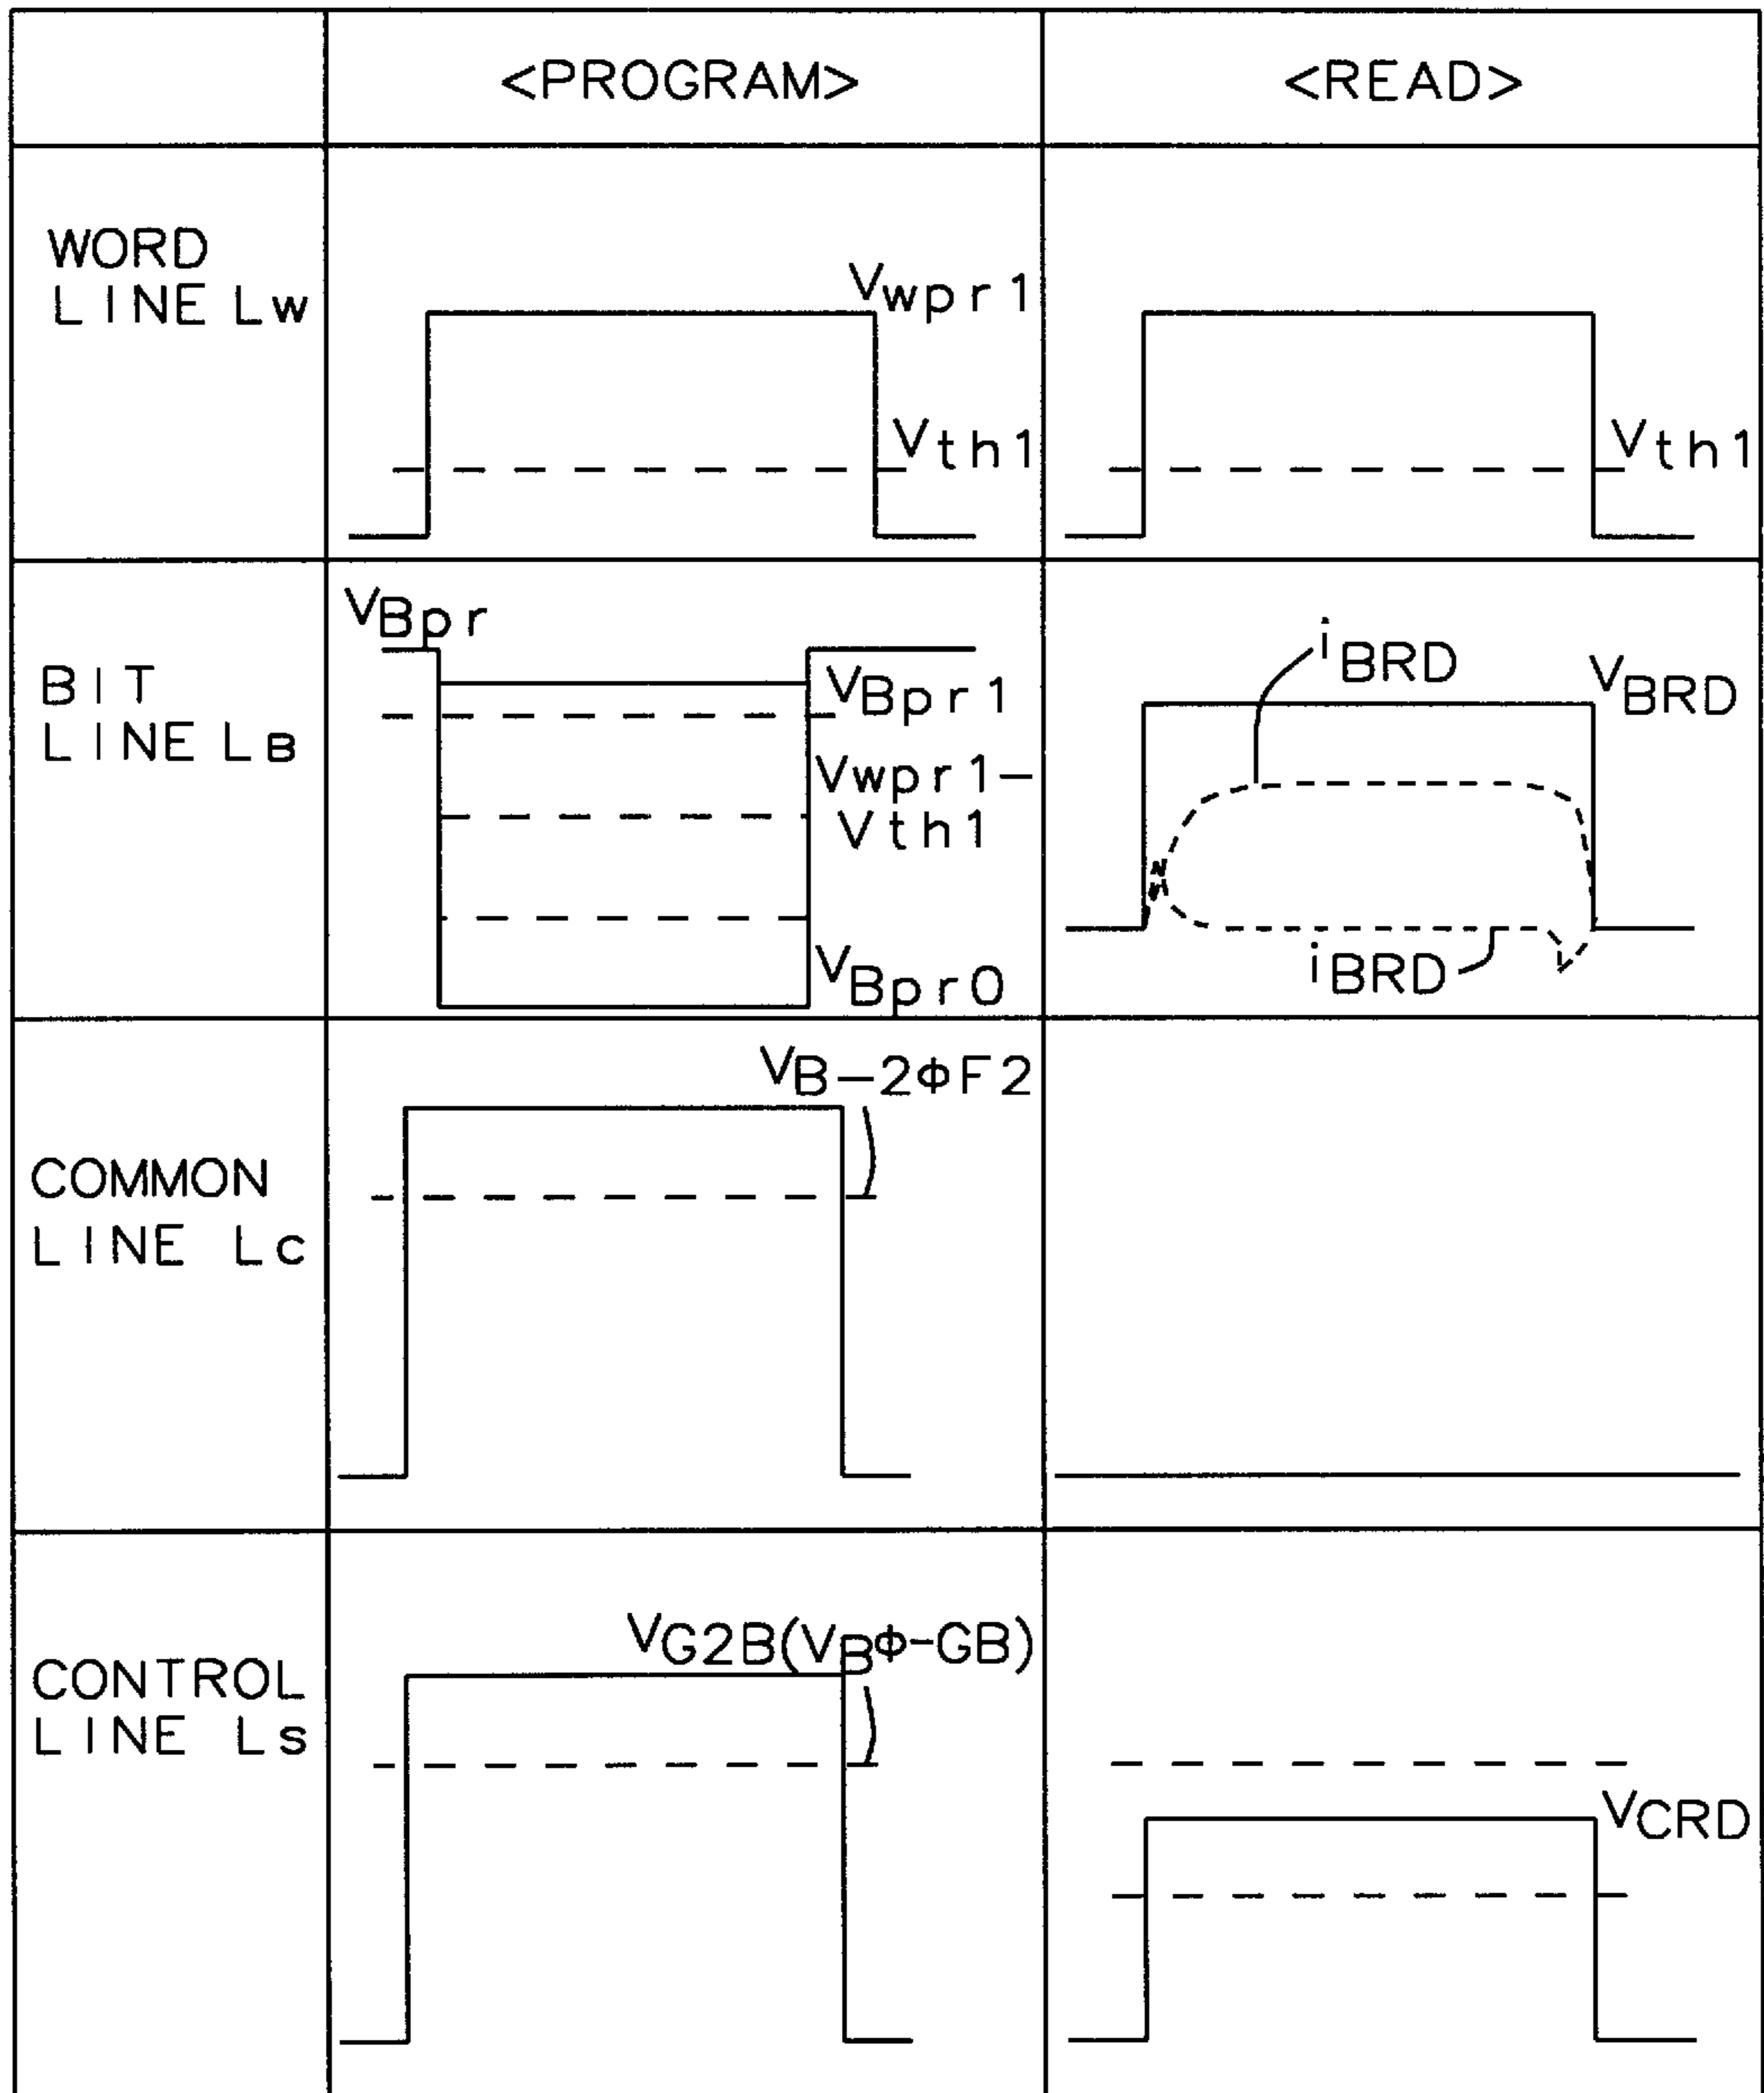 <PROGRAM>
<READ>
WORD
LINE Lw
Vwpr1
Vth1
Vth1
BIT
LINE LB
VBpr
VBpr1
Vwpr1-
Vth1
VBpr0
iBRD
VBRD
iBRD
COMMON
LINE Lc
VB-2ΦF2
CONTROL
LINE Ls
VG2B(VBΦ-GB)
VCRD